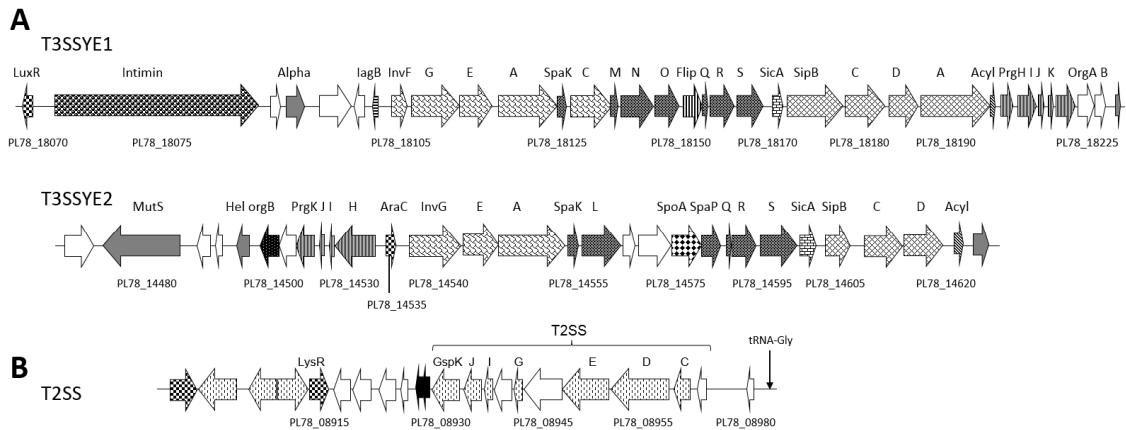 A
T3SSYE1
LuxR Intimin Alpha IagB InvF G E A SpaK C M N O Flip Q R S SicA SipB C D A Acyl PrgH I J K OrgA B
PL78_18070 PL78_18075 PL78_18105 PL78_18125 PL78_18150 PL78_18170 PL78_18180 PL78_18190 PL78_18225
T3SSYE2
MutS Hel orgB PrgK J I H AraC InvG E A SpaK L SpoA SpaP Q R S SicA SipB C D Acyl
PL78_14480 PL78_14500 PL78_14530 PL78_14540 PL78_14555 PL78_14575 PL78_14595 PL78_14605 PL78_14620
PL78_14535
T2SS
tRNA-Gly
B
LysR GspK J I G E D C
T2SS
PL78_08915 PL78_08930 PL78_08945 PL78_08955 PL78_08980